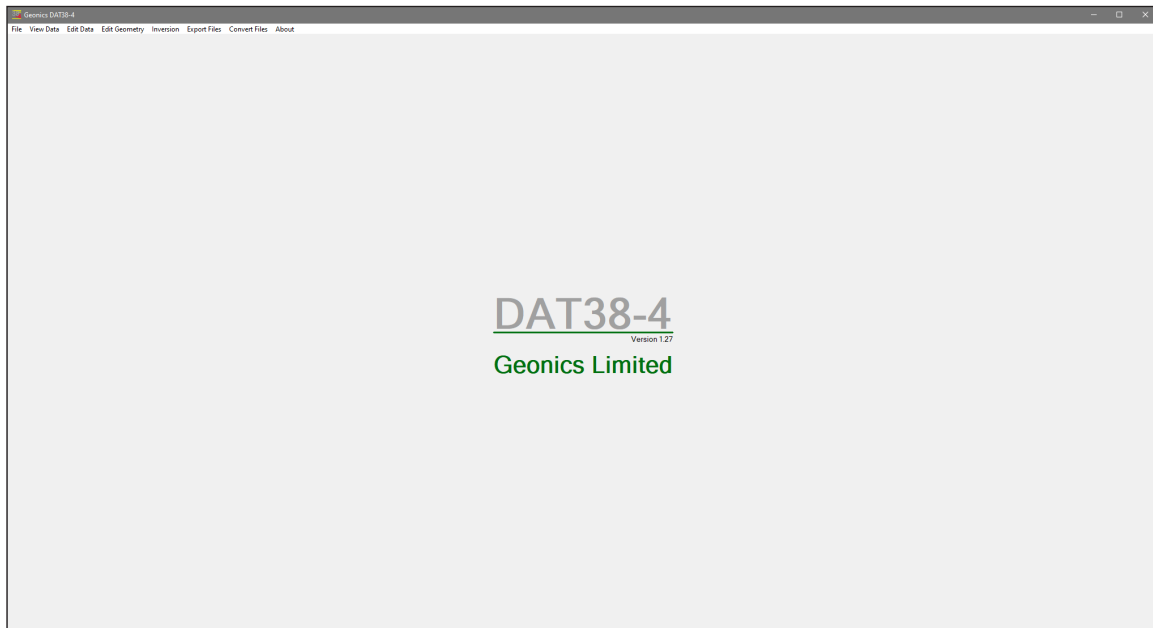 Geonics DAT38-4
File View Data Edit Data Edit Geometry Inversion Export Files Convert Files About
DAT38-4
Version 1.27
Geonics Limited